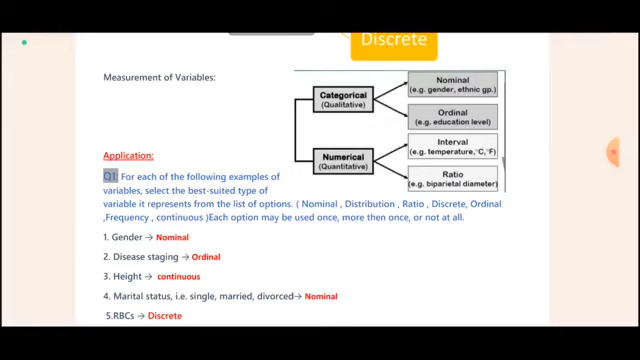 Discrete
Measurement of Variables:
Categorical
(Qualitative)
Nominal
(e.g. gender, ethnic gp.)
Ordinal
(e.g. education level)
Numerical
(Quantitative)
Interval
(e.g. temperature,°C,°F)
Ratio
(e.g. biparietal diameter)
Application:
Q1: For each of the following examples of
variables, select the best-suited type of
variable it represents from the list of options. ( Nominal , Distribution , Ratio , Discrete, Ordinal
,Frequency , continuous )Each option may be used once, more then once, or not at all.
1. Gender → Nominal
2. Disease staging → Ordinal
3. Height → continuous
4. Marital status, i.e. single, married, divorced→ Nominal
5.RBCs → Discrete